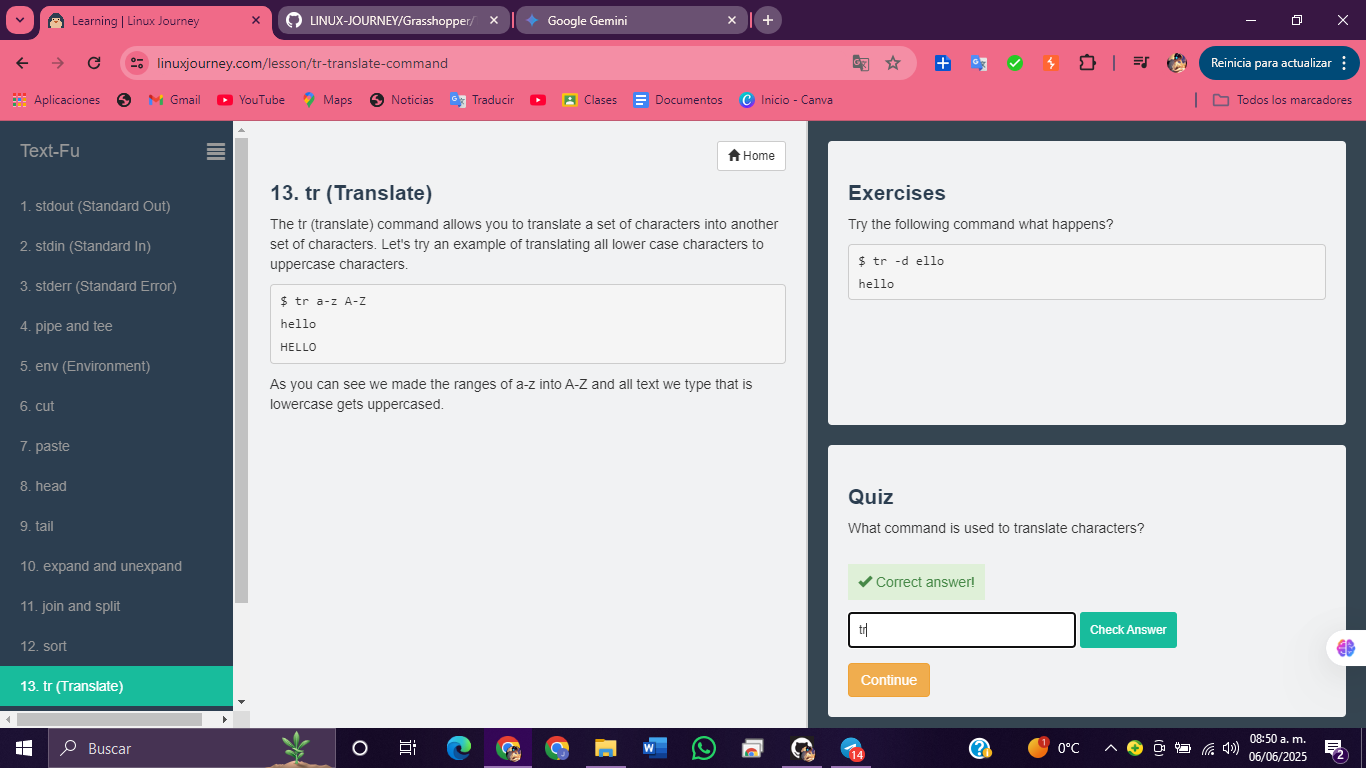 Learning | Linux Journey
LINUX-JOURNEY/Grasshopper/
Google Gemini
linuxjourney.com/lesson/tr-translate-command
Reinicia para actualizar
Aplicaciones
Gmail
YouTube
Maps
Noticias
Traducir
Clases
Documentos
Inicio - Canva
Todos los marcadores
Text-Fu
1. stdout (Standard Out)
2. stdin (Standard In)
3. stderr (Standard Error)
4. pipe and tee
5. env (Environment)
6. cut
7. paste
8. head
9. tail
10. expand and unexpand
11. join and split
12. sort
13. tr (Translate)
Home
13. tr (Translate)
The tr (translate) command allows you to translate a set of characters into another
set of characters. Let's try an example of translating all lower case characters to
uppercase characters.
$ tr a-z A-Z
hello
HELLO
As you can see we made the ranges of a-z into A-Z and all text we type that is
lowercase gets uppercased.
Exercises
Try the following command what happens?
$ tr -d ello
hello
Quiz
What command is used to translate characters?
Correct answer!
tr
Check Answer
Continue
Buscar
14
1
0°C
08:50 a. m.
06/06/2025
2